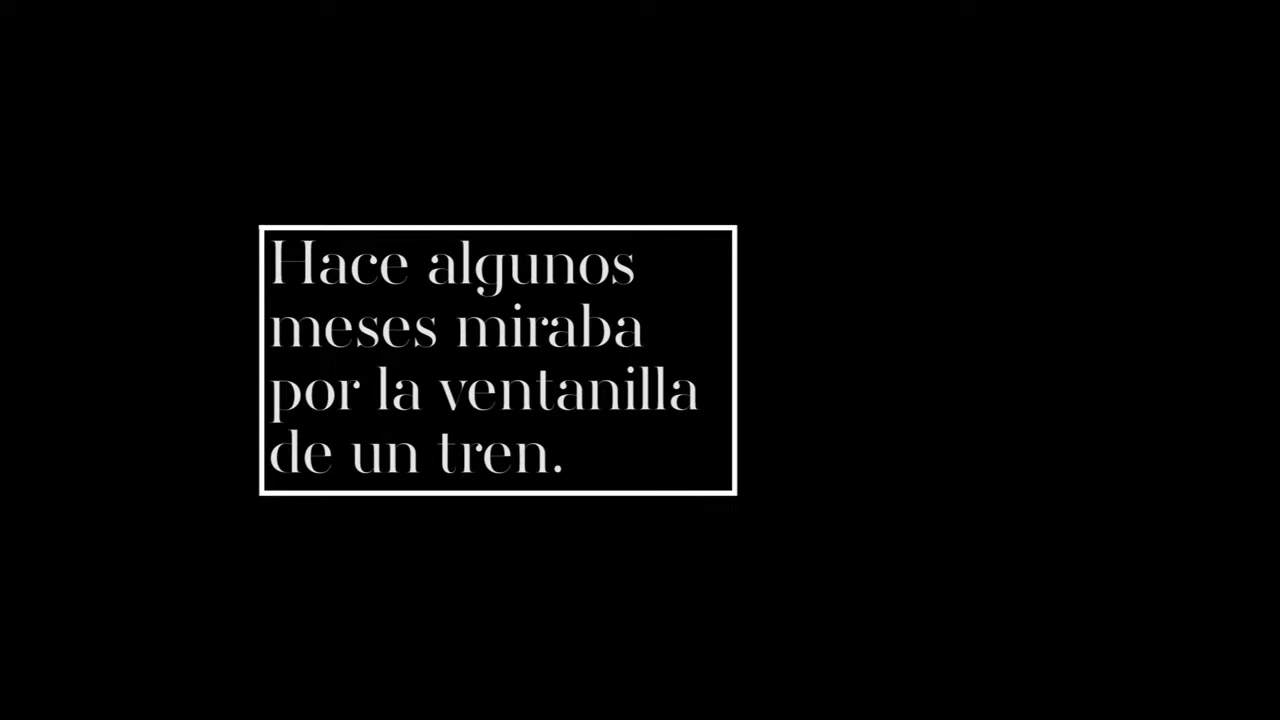 Hace algunos
meses miraba
por la ventanilla
de un tren.